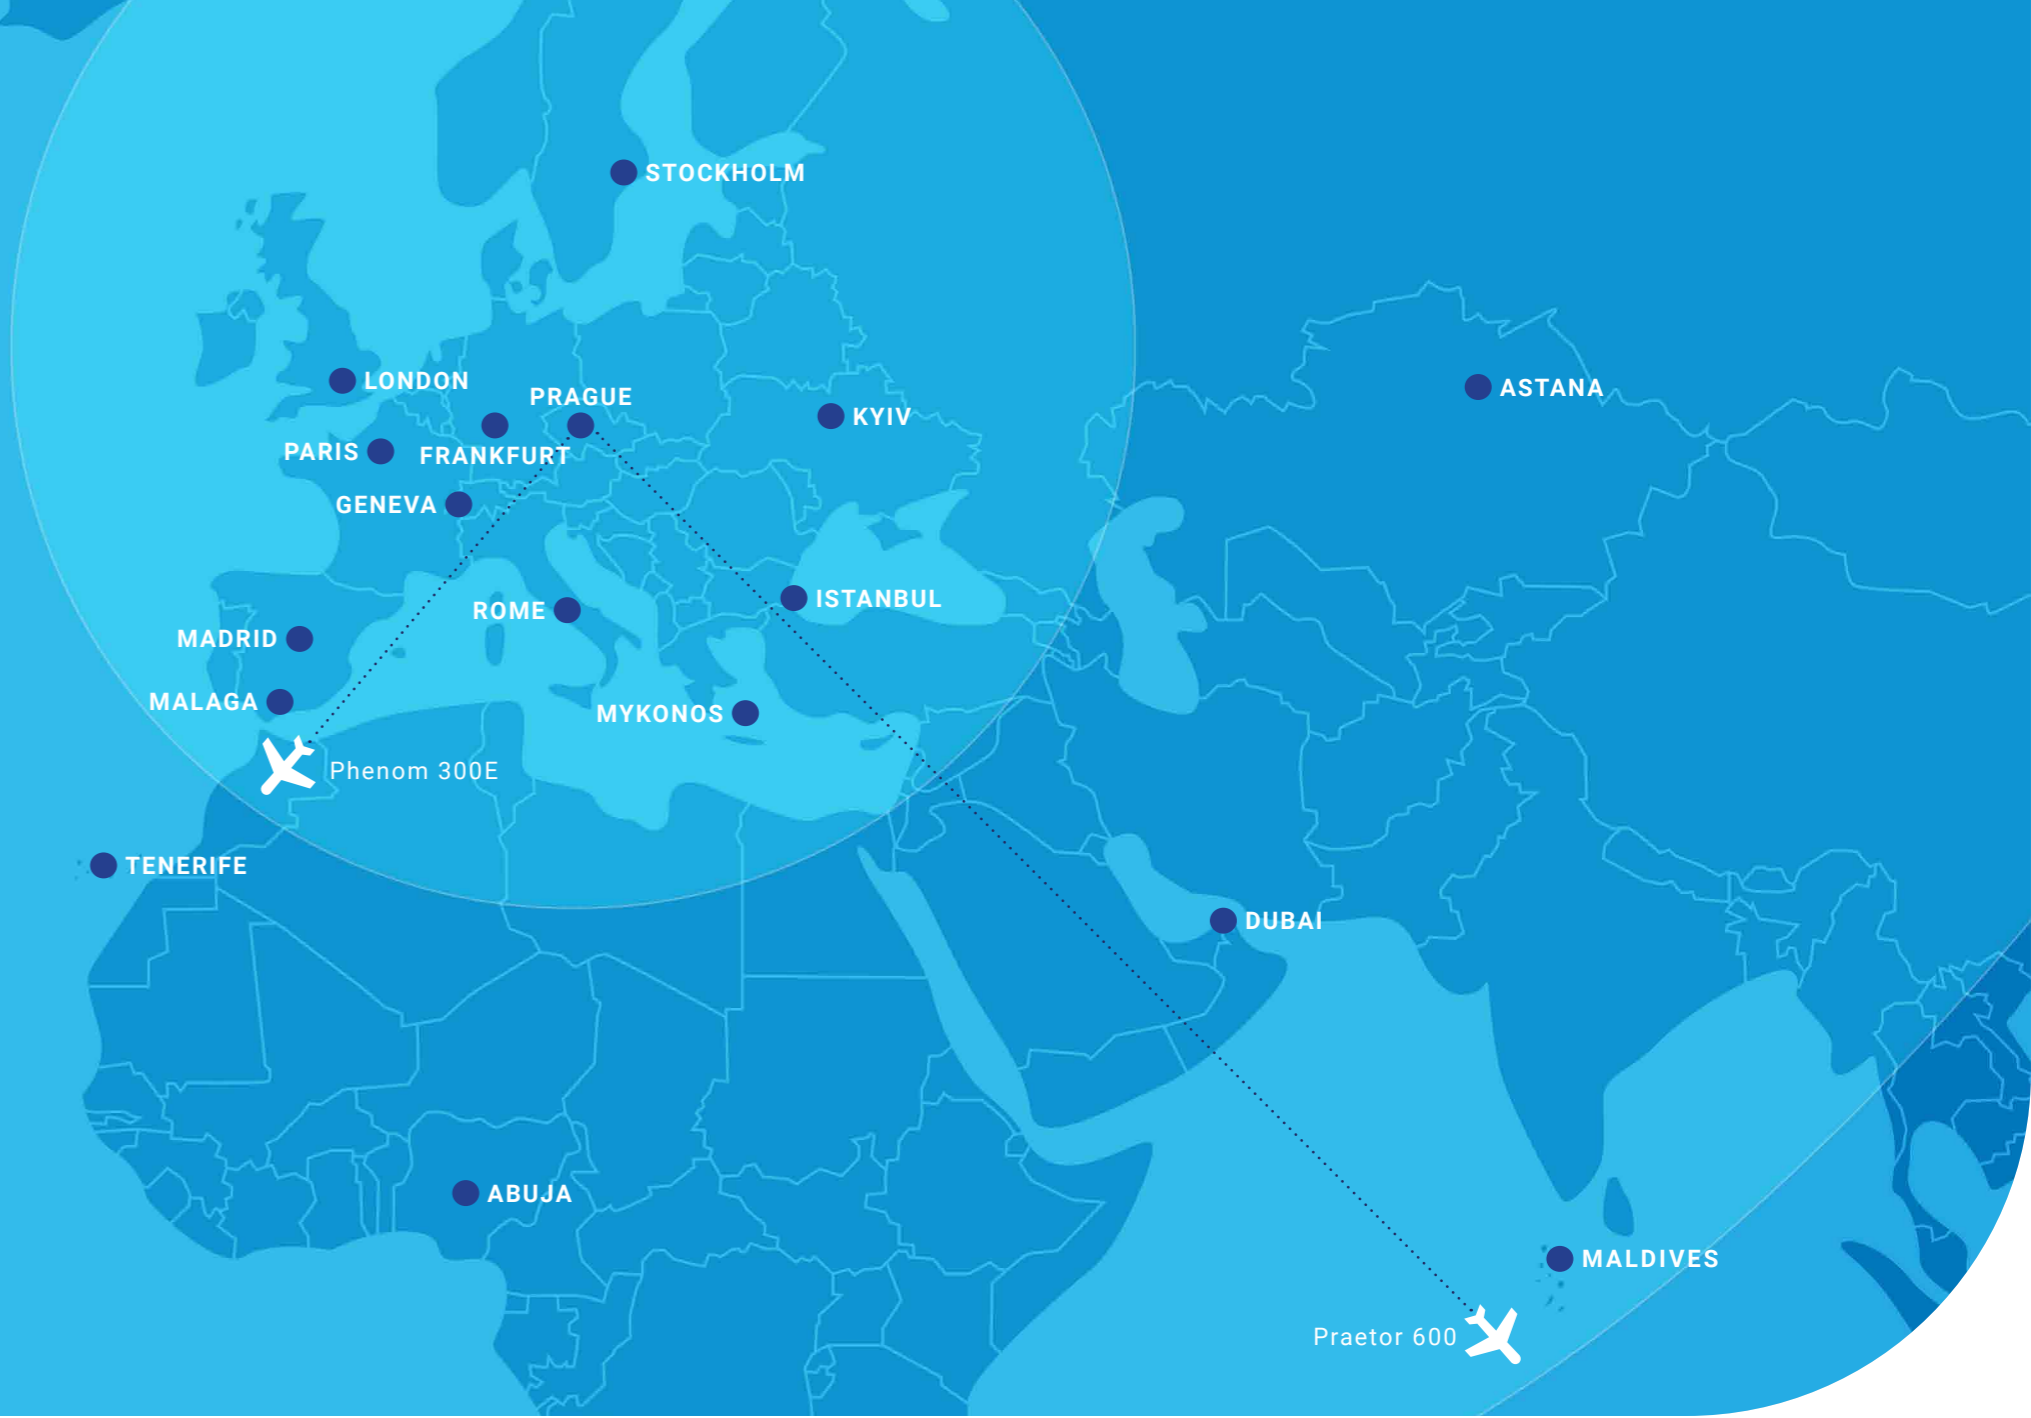 STOCKHOLM
LONDON
PRAGUE
ASTANA
KYIV
PARIS
FRANKFURT
GENEVA
ISTANBUL
ROME
MADRID
MALAGA
MYKONOS
Phenom 300E
TENERIFE
DUBAI
ABUJA
MALDIVES
Praetor 600